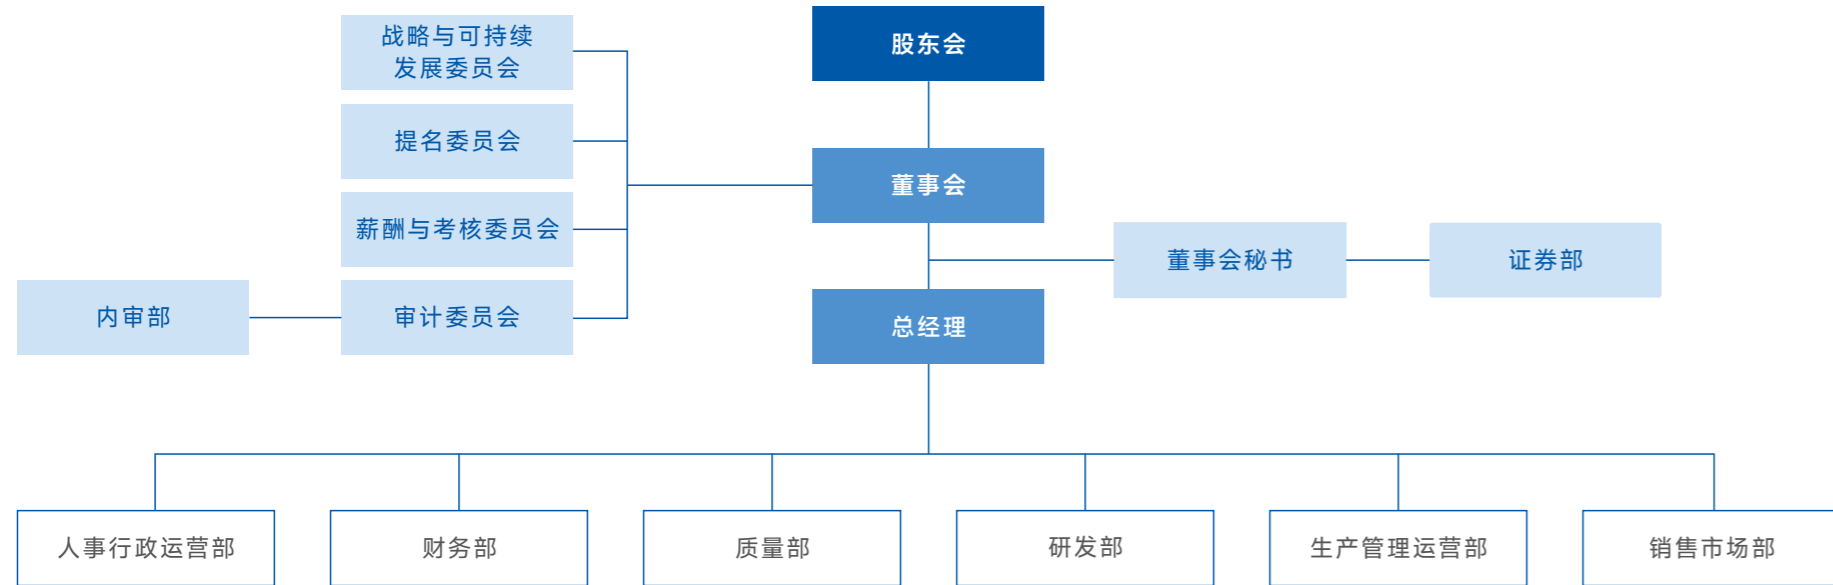 战略与可持续
发展委员会
股东会
提名委员会
董事会
薪酬与考核委员会
董事会秘书
证券部
内审部
审计委员会
总经理
人事行政运营部
财务部
质量部
研发部
生产管理运营部
销售市场部